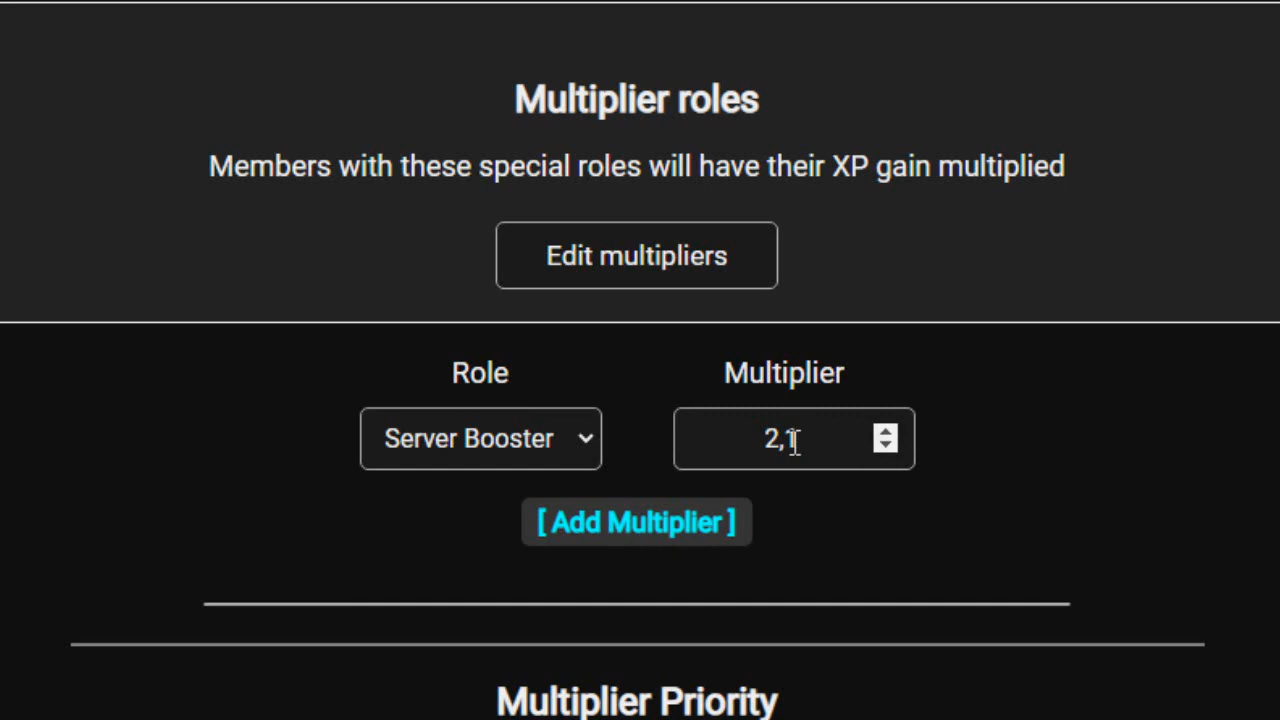 Multiplier roles
Members with these special roles will have their XP gain multiplied
Edit multipliers
Role Multiplier
Server Booster 2,1
[ Add Multiplier ]
Multiplier Priority